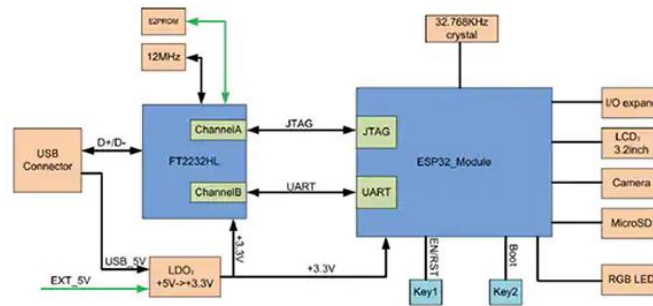 E2PROM
32.768KHz
crystal
12MHz
I/O expand
ChannelA
JTAG
JTAG
LCD:
3.2inch
USB
Connector
D+/D-
FT2232HL
ESP32_Module
Camera
ChannelB
UART
UART
MicroSD
USB_5V
+3.3V
EN/RST
Boot
LDO:
+5V->+3.3V
+3.3V
EXT_5V
Key1
Key2
RGB LED